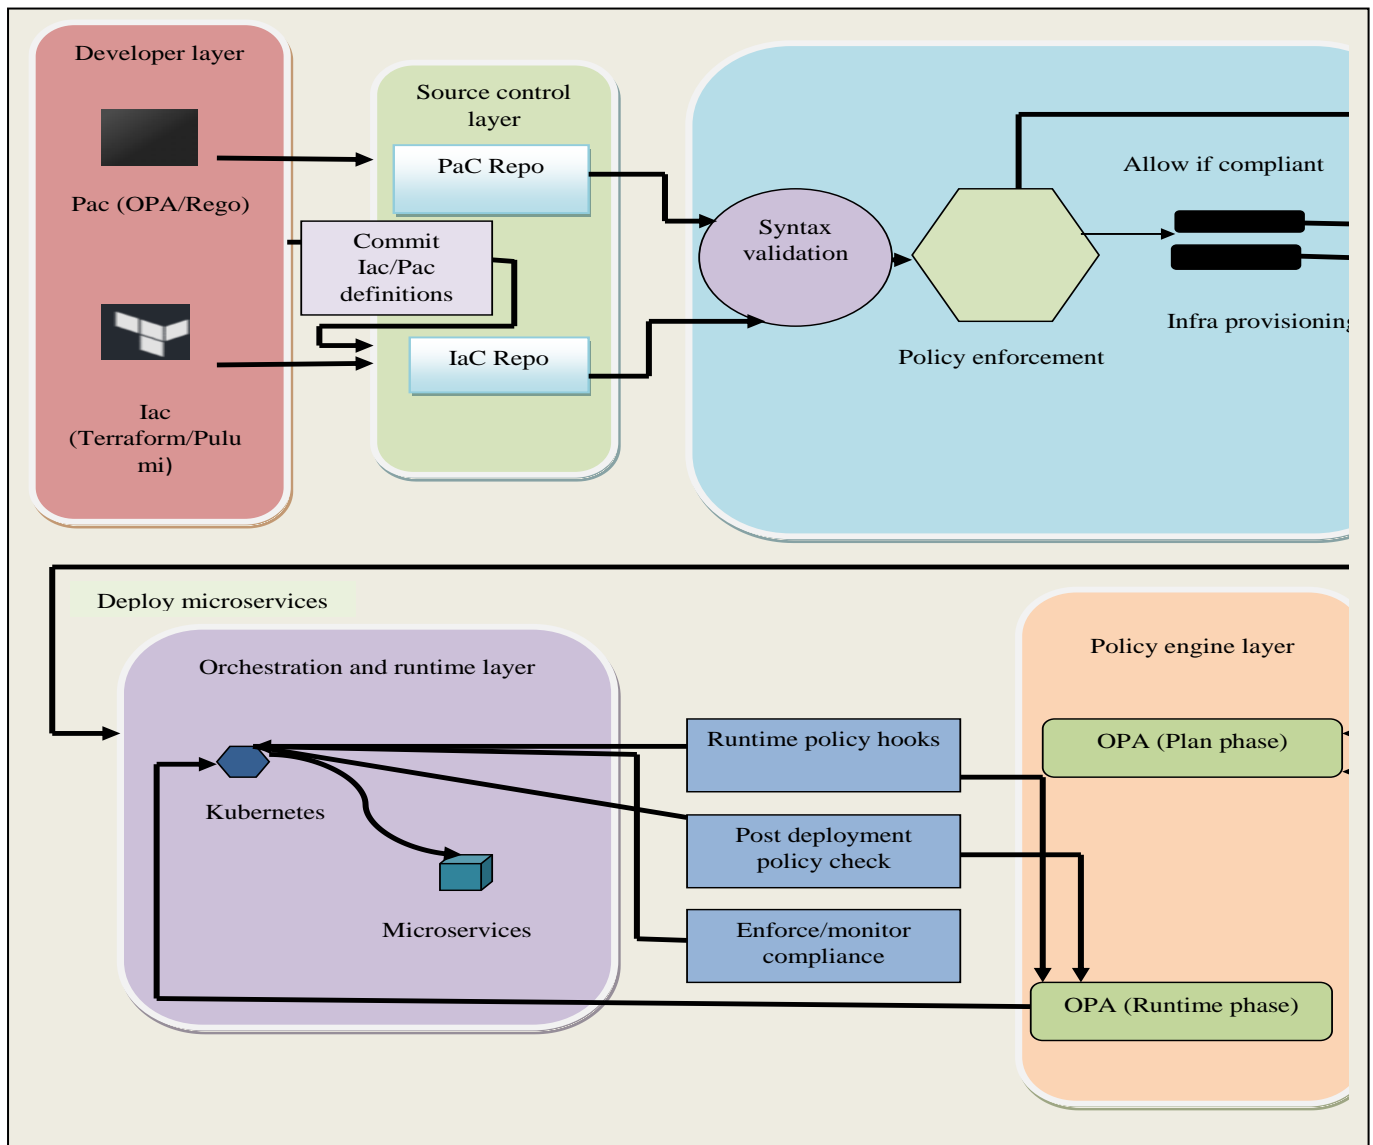 Developer layer
Pac (OPA/Rego)
Iac
(Terraform/Pulu
mi)
Source control
layer
PaC Repo
Commit
Iac/Pac
definitions
IaC Repo
Syntax
validation
Policy enforcement
Allow if compliant
Infra provisioning
Deploy microservices
Orchestration and runtime layer
Kubernetes
Microservices
Runtime policy hooks
Post deployment
policy check
Enforce/monitor
compliance
Policy engine layer
OPA (Plan phase)
OPA (Runtime phase)